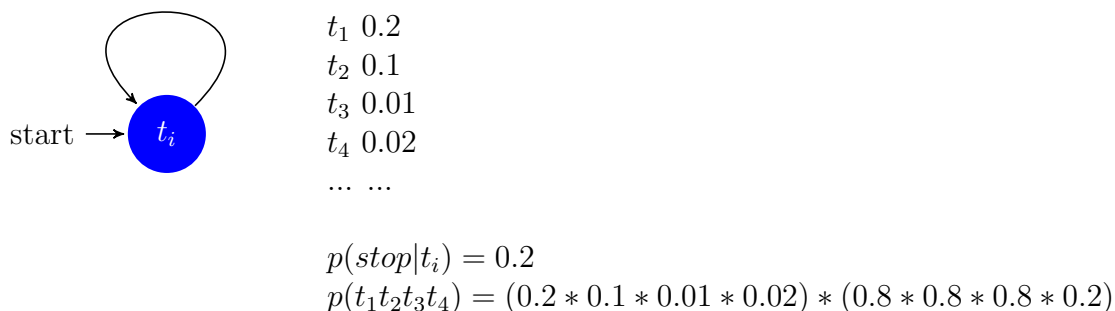 t_1 0.2
t_2 0.1
t_3 0.01
start t_i
t_4 0.02
... ...
p(stop|t_i) = 0.2
p(t_1t_2t_3t_4) = (0.2 * 0.1 * 0.01 * 0.02) * (0.8 * 0.8 * 0.8 * 0.2)